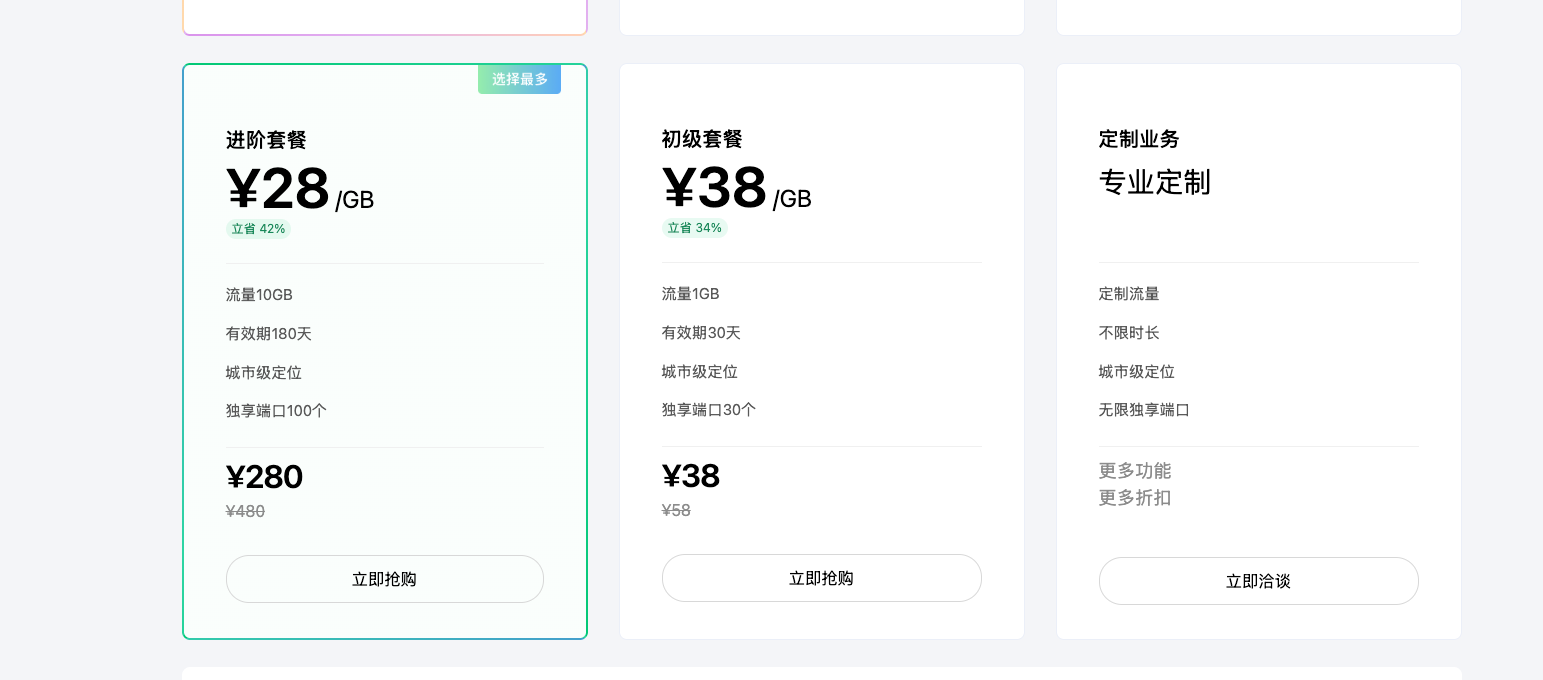 选择最多
进阶套餐
¥28 /GB
立省 42%
流量10GB
有效期180天
城市级定位
独享端口100个
¥280
¥480
立即抢购
初级套餐
¥38 /GB
立省 34%
流量1GB
有效期30天
城市级定位
独享端口30个
¥38
¥58
立即抢购
定制业务
专业定制
定制流量
不限时长
城市级定位
无限独享端口
更多功能
更多折扣
立即洽谈